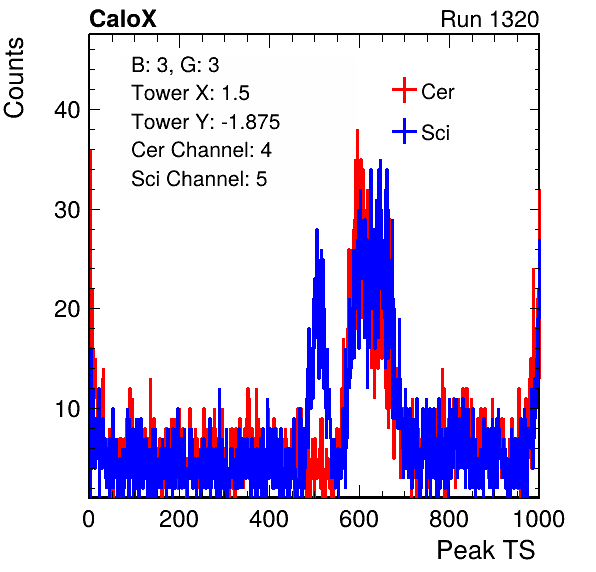 CaloX
Run 1320
Counts
B: 3, G: 3
Tower X: 1.5
Tower Y: -1.875
Cer Channel: 4
Sci Channel: 5
Cer
Sci
40
30
20
10
0 200 400 600 800 1000
Peak TS